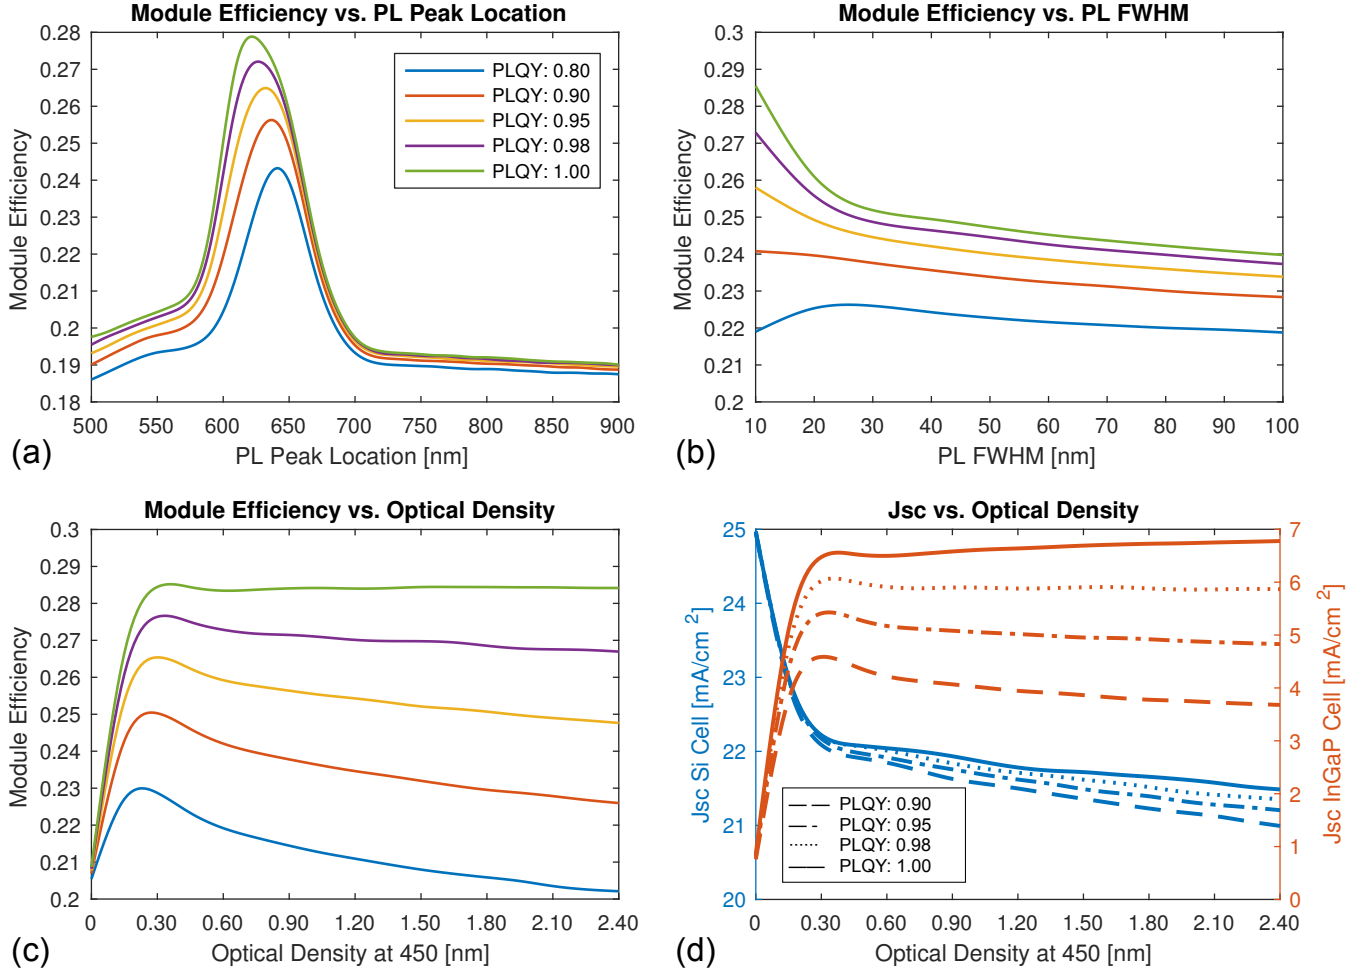 Module Efficiency vs. PL Peak Location
0.28
0.27
0.26
0.25
0.24
0.23
0.22
0.21
0.2
0.19
0.18
Module Efficiency
PLQY: 0.80
PLQY: 0.90
PLQY: 0.95
PLQY: 0.98
PLQY: 1.00
500 550 600 650 700 750 800 850 900
PL Peak Location [nm]
(a)
Module Efficiency vs. PL FWHM
0.3
0.29
0.28
0.27
0.26
0.25
0.24
0.23
0.22
0.21
0.2
Module Efficiency
10 20 30 40 50 60 70 80 90 100
PL FWHM [nm]
(b)
Module Efficiency vs. Optical Density
0.3
0.29
0.28
0.27
0.26
0.25
0.24
0.23
0.22
0.21
0.2
Module Efficiency
0 0.30 0.60 0.90 1.20 1.50 1.80 2.10 2.40
Optical Density at 450 [nm]
(c)
Jsc vs. Optical Density
25
24
23
22
21
20
Jsc Si Cell [mA/cm 2]
7
6
5
4
3
2
1
0
Jsc InGaP Cell [mA/cm 2]
PLQY: 0.90
PLQY: 0.95
PLQY: 0.98
PLQY: 1.00
0 0.30 0.60 0.90 1.20 1.50 1.80 2.10 2.40
Optical Density at 450 [nm]
(d)